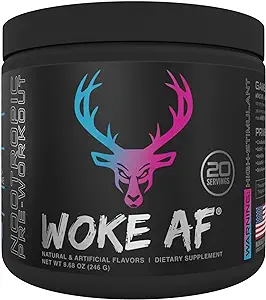 NOOTROPIC
PRE-WORKOUT
20
SERVINGS
WOKE AF®
NATURAL & ARTIFICIAL FLAVORS | DIETARY SUPPLEMENT
NET WT 8.68 OZ (246 G)
WARNING: HIGH-STIMULANT